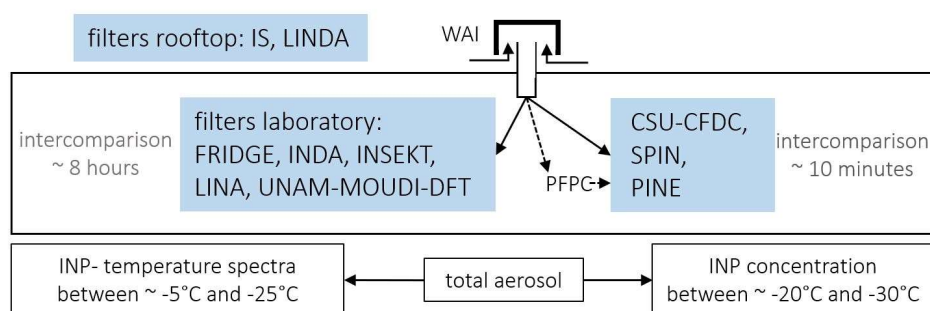 filters rooftop: IS, LINDA
WAI
intercomparison
~ 8 hours
filters laboratory:
FRIDGE, INDA, INSEKT,
LINA, UNAM-MOUDI-DFT
PFPC
CSU-CFDC,
SPIN,
PINE
intercomparison
~ 10 minutes
INP- temperature spectra
between ~ -5°C and -25°C
total aerosol
INP concentration
between ~ -20°C and -30°C